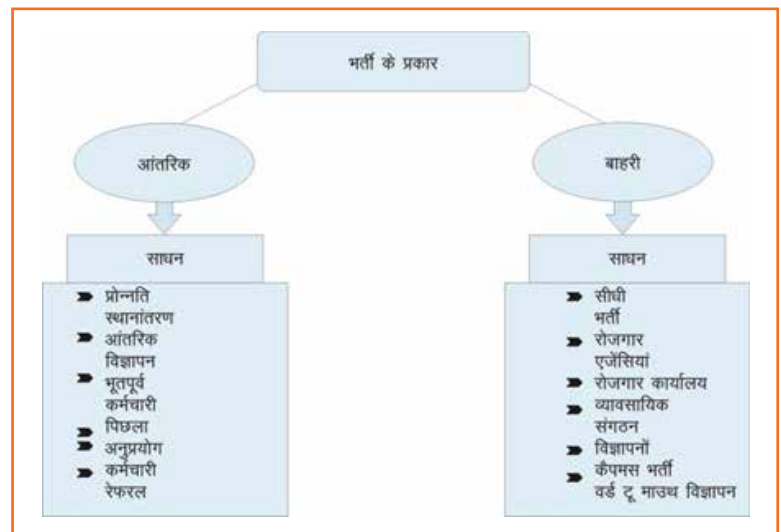 भर्ती के प्रकार
आंतरिक
साधन
प्रोन्नति
स्थानांतरण
आंतरिक
विज्ञापन
भूतपूर्व
कर्मचारी
पिछला
अनुप्रयोग
कर्मचारी
रेफरल
बाहरी
साधन
सीधी
भर्ती
रोजगार
एजेंसियां
रोजगार कार्यालय
व्यावसायिक
संगठन
विज्ञापनों
कैपमस भर्ती
वर्ड टू माउथ विज्ञापन